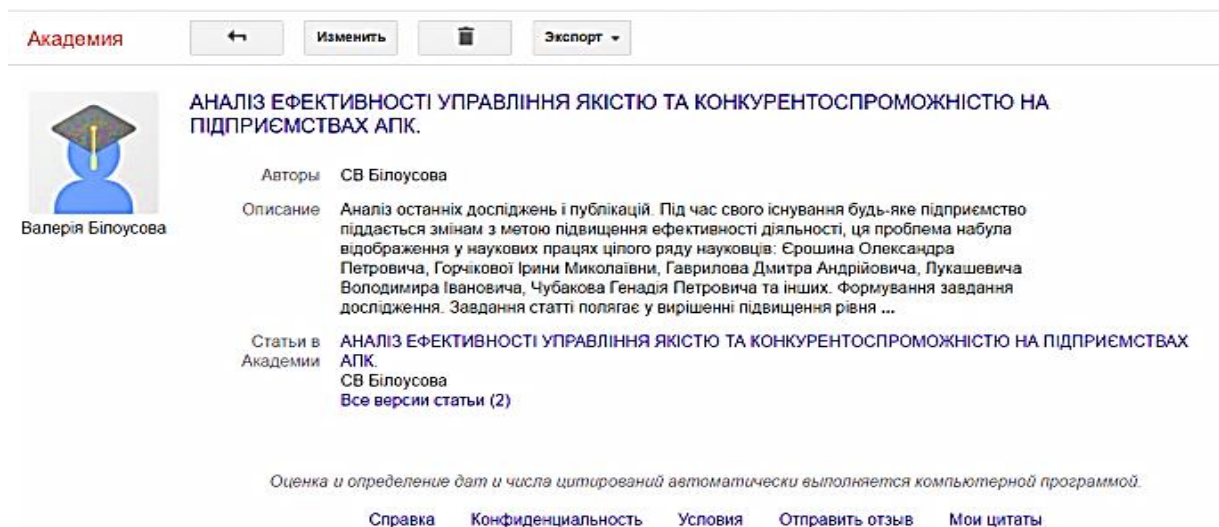 Академия Изменить Экспорт
АНАЛІЗ ЕФЕКТИВНОСТІ УПРАВЛІННЯ ЯКІСТЮ ТА КОНКУРЕНТОСПРОМОЖНІСТЮ НА
ПІДПРИЄМСТВАХ АПК.
Валерія Білоусова
Авторы СВ Білоусова
Описание Аналіз останніх досліджень і публікацій. Під час свого існування будь-яке підприємство
піддається змінам з метою підвищення ефективності діяльності, ця проблема набула
відображення у наукових працях цілого ряду науковців: Єрошина Олександра
Петровича, Горчікової Ірини Миколаївни, Гаврилова Дмитра Андрійовича, Лукашевича
Володимира Івановича, Чубакова Генадія Петровича та інших. Формування завдання
дослідження. Завдання статті полягає у вирішенні підвищення рівня ...
Статьи в АНАЛІЗ ЕФЕКТИВНОСТІ УПРАВЛІННЯ ЯКІСТЮ ТА КОНКУРЕНТОСПРОМОЖНІСТЮ НА ПІДПРИЄМСТВАХ
Академии АПК.
СВ Білоусова
Все версии статьи (2)
Оценка и определение дат и числа цитирований автоматически выполняется компьютерной программой.
Справка Конфиденциальность Условия Отправить отзыв Мои цитаты